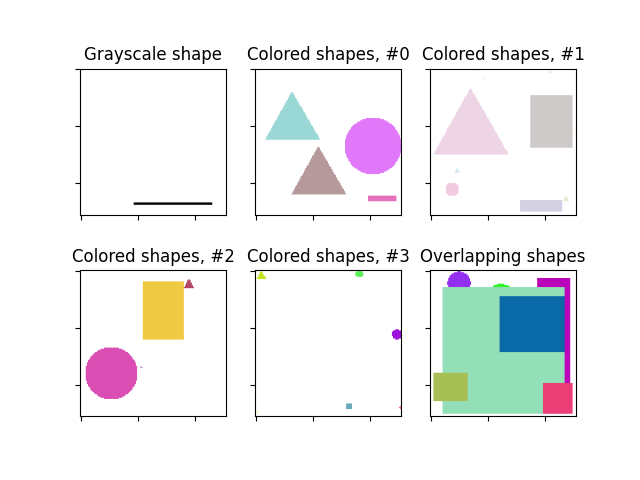 Grayscale shape
Colored shapes, #0
Colored shapes, #1
Colored shapes, #2
Colored shapes, #3
Overlapping shapes